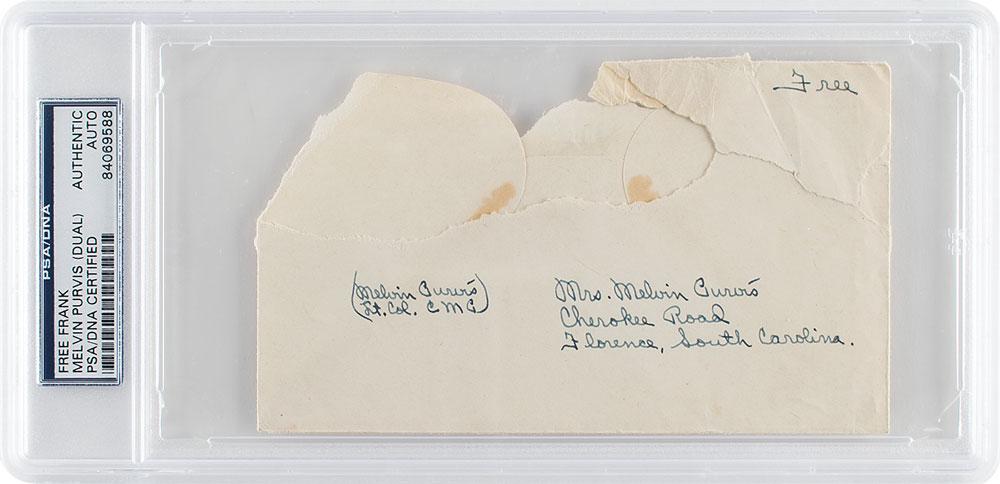 PSA/DNA
FREE FRANK
MELVIN PURVIS (DUAL)
PSA/DNA CERTIFIED
AUTHENTIC
AUTO
84069588
Free
(Melvin Purvis)
Lt. Col. CMC
Mrs. Melvin Purvis
Cherokee Road
Florence, South Carolina.